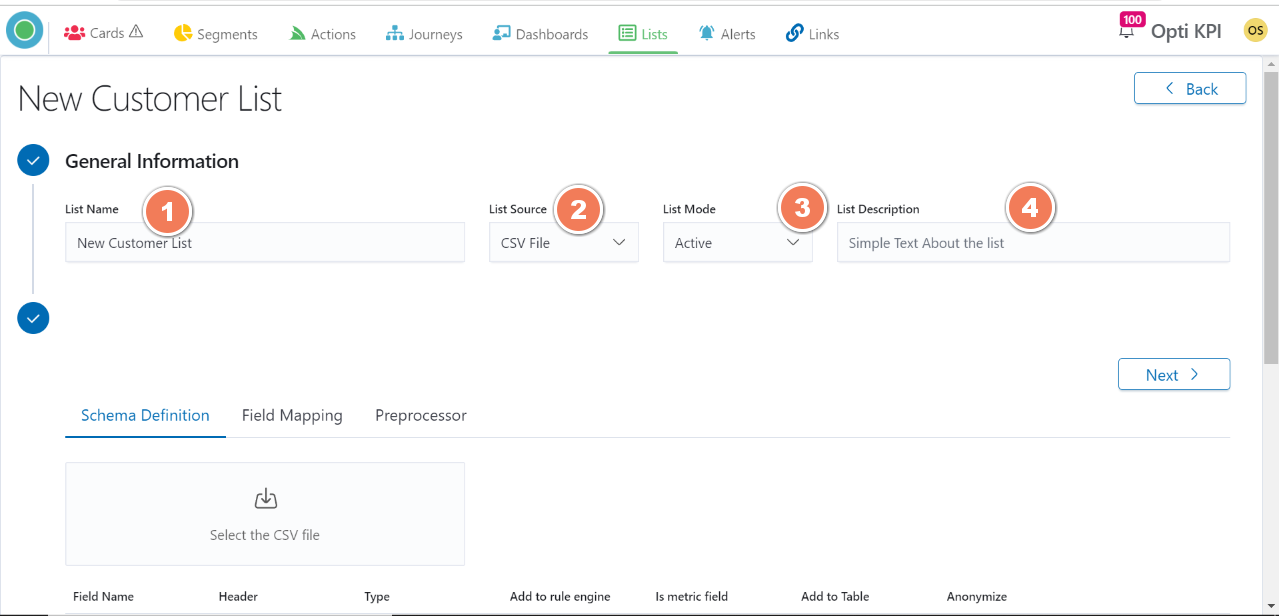 Cards Segments Actions Journeys Dashboards Lists Alerts Links 100 Opti KPI OS
New Customer List
Back
General Information
List Name 1 List Source 2 List Mode 3 List Description 4
New Customer List CSV File Active Simple Text About the list
Next
Schema Definition Field Mapping Preprocessor
Select the CSV file
Field Name Header Type Add to rule engine Is metric field Add to Table Anonymize